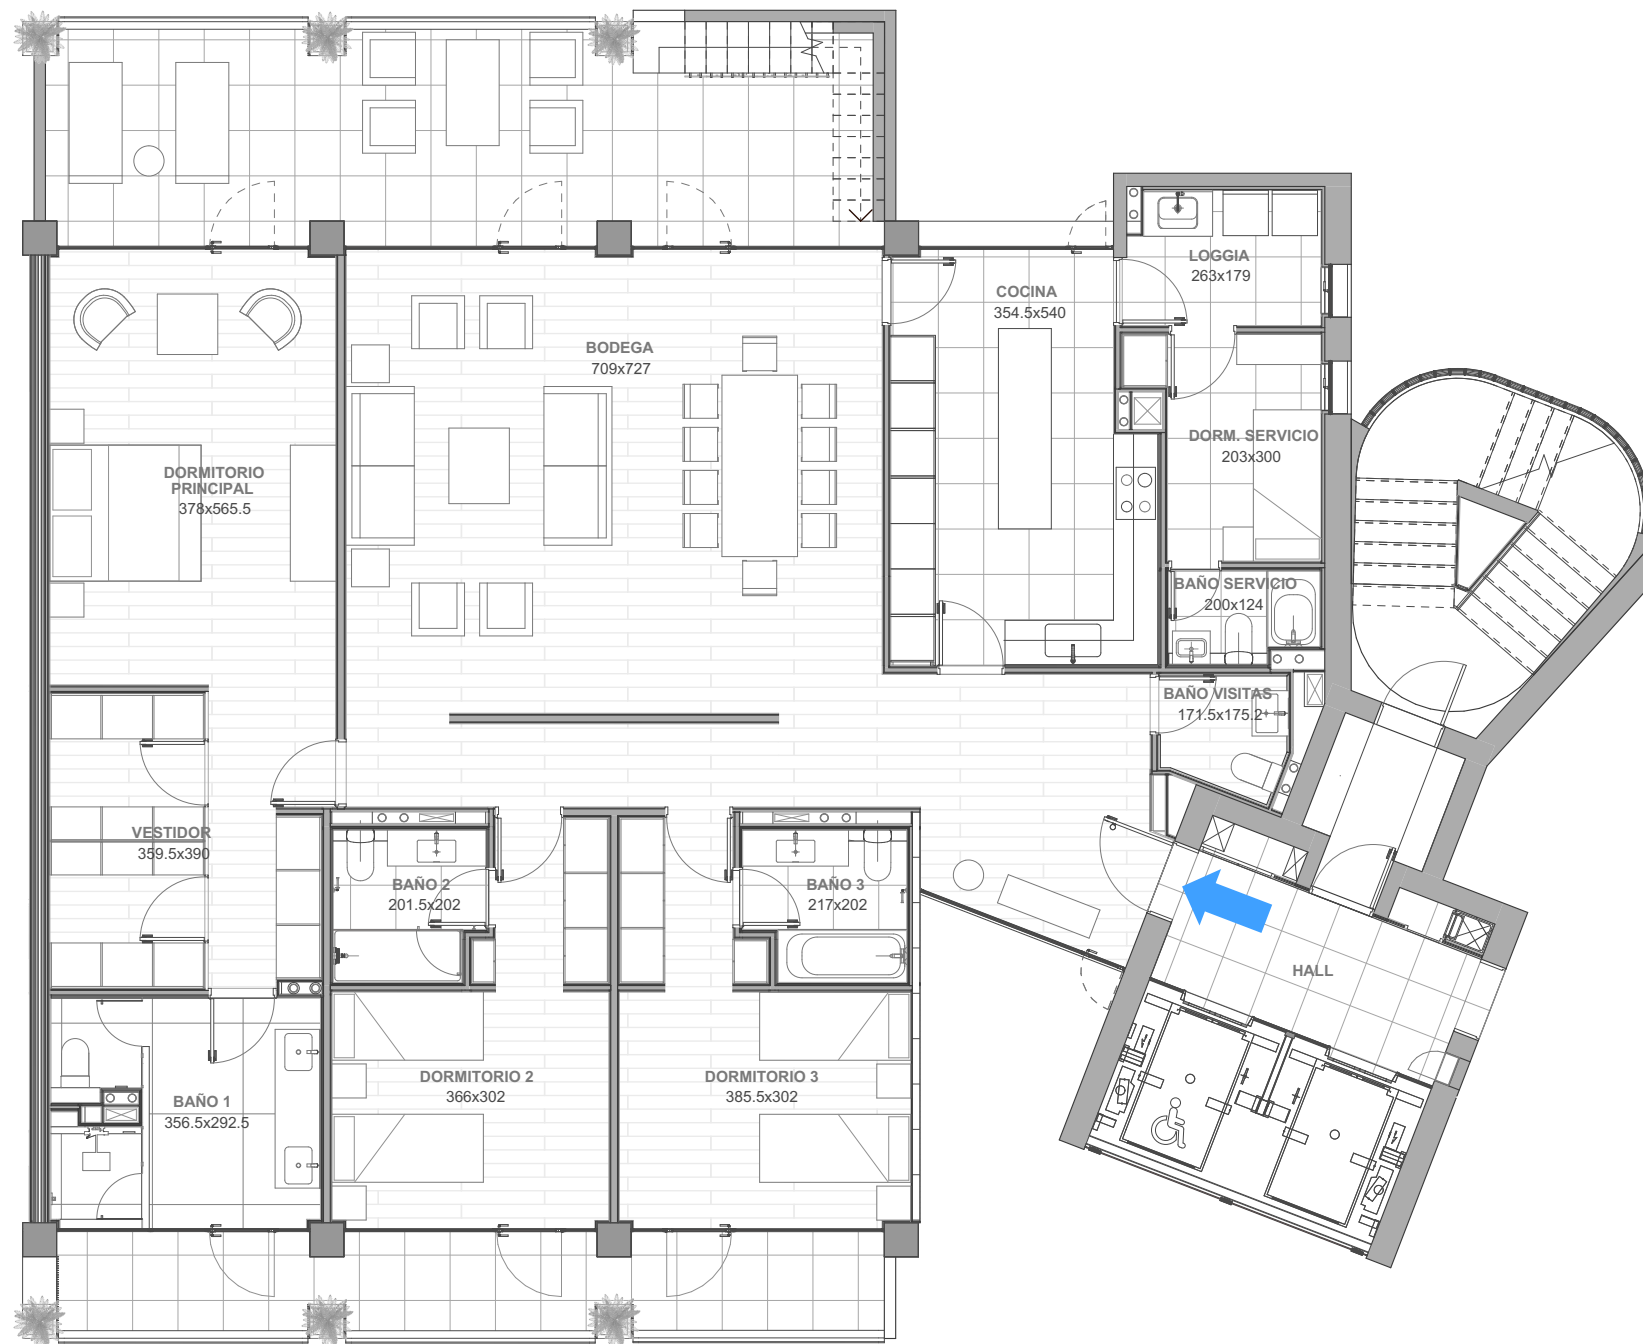 LOGGIA
263x179
COCINA
354.5x540
BODEGA
709x727
DORM. SERVICIO
203x300
DORMITORIO
PRINCIPAL
378x565.5
BAÑO SERVICIO
200x124
BAÑO VISITAS
171.5x175.2
VESTIDOR
359.5x390
BAÑO 2
201.5x202
BAÑO 3
217x202
HALL
DORMITORIO 2
366x302
DORMITORIO 3
385.5x302
BAÑO 1
356.5x292.5